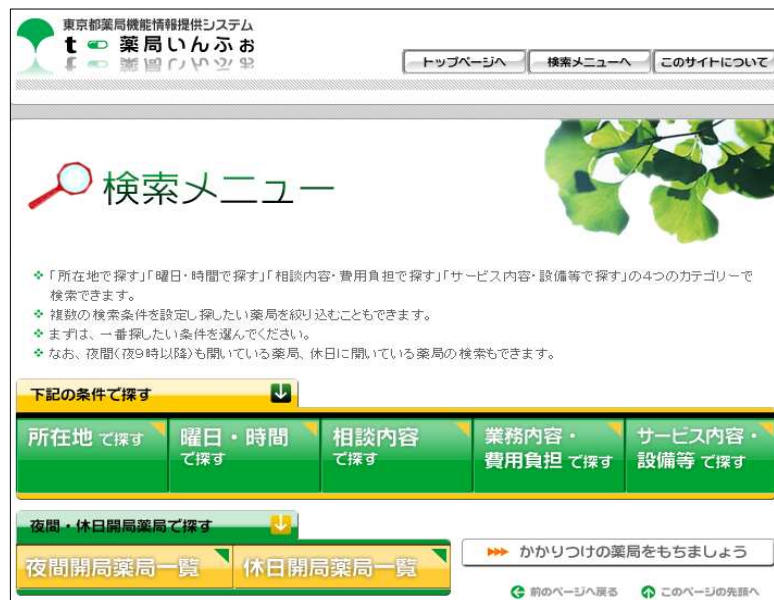 東京都薬局機能情報提供システム
t 薬局いんふぉ
トップページへ
検索メニューへ
このサイトについて
検索メニュー
「所在地で探す」「曜日・時間で探す」「相談内容・費用負担で探す」「サービス内容・設備等で探す」の4つのカテゴリーで
検索できます。
複数の検索条件を設定し探したい薬局を絞り込むこともできます。
まずは、一番探したい条件を選んでください。
なお、夜間(夜9時以降)も開いている薬局、休日に開いている薬局の検索もできます。
下記の条件で探す
所在地 で探す
曜日・時間
で探す
相談内容
で探す
業務内容・
費用負担 で探す
サービス内容・
設備等 で探す
夜間・休日開局薬局で探す
夜間開局薬局一覧
休日開局薬局一覧
かかりつけの薬局をもちましょう
前のページへ戻る
このページの先頭へ